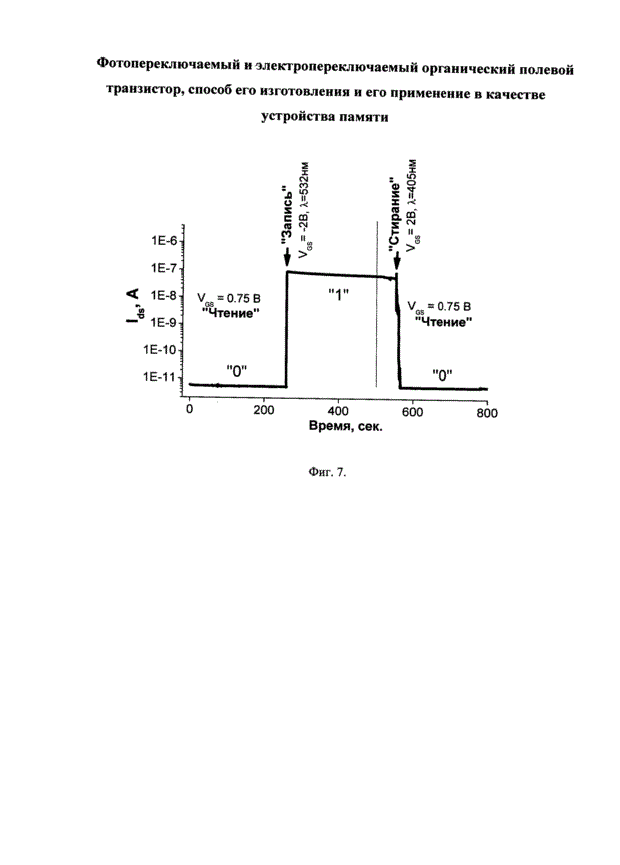 Фотопереключаемый и электропереключаемый органический полевой
транзистор, способ его изготовления и его применение в качестве
устройства памяти
"Запись"
V_GS = -2В, λ=532нм
"Стирание"
V_GS = 2В, λ=405нм
I_ds, А
1E-6
1E-7
1E-8
1E-9
1E-10
1E-11
V_GS = 0.75 В
"Чтение"
"1"
V_GS = 0.75 В
"Чтение"
"0"
"0"
0 200 400 600 800
Время, сек.
Фиг. 7.